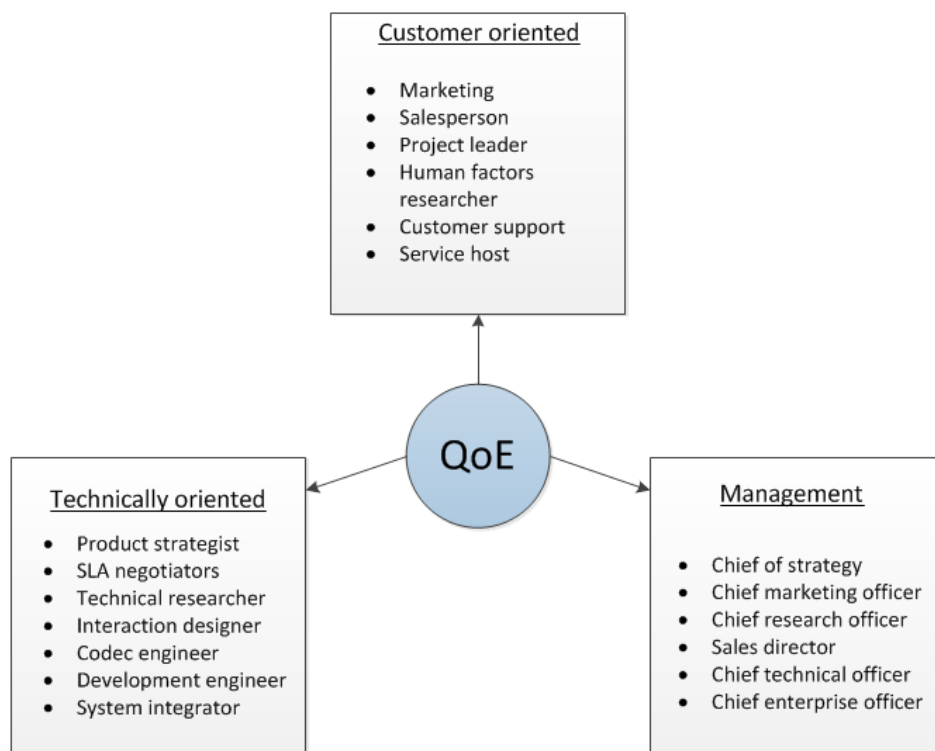 Customer oriented
• Marketing
• Salesperson
• Project leader
• Human factors
researcher
• Customer support
• Service host
QoE
Technically oriented
• Product strategist
• SLA negotiators
• Technical researcher
• Interaction designer
• Codec engineer
• Development engineer
• System integrator
Management
• Chief of strategy
• Chief marketing officer
• Chief research officer
• Sales director
• Chief technical officer
• Chief enterprise officer